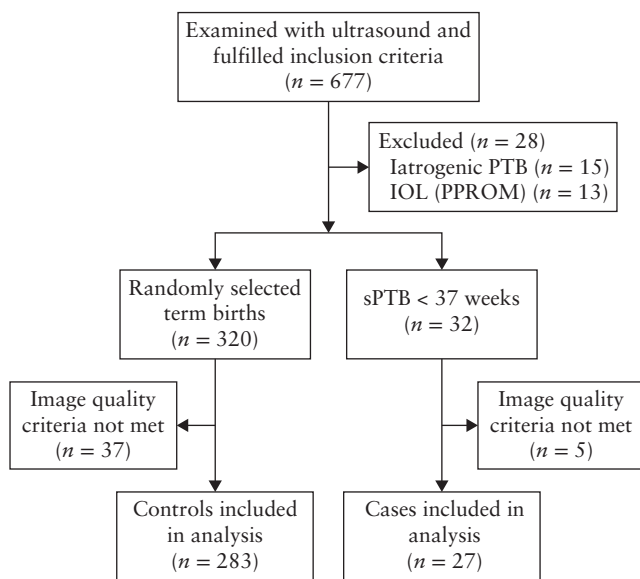 Examined with ultrasound and
fulfilled inclusion criteria
(n = 677)
Excluded (n = 28)
Iatrogenic PTB (n = 15)
IOL (PPROM) (n = 13)
Randomly selected
term births
(n = 320)
sPTB < 37 weeks
(n = 32)
Image quality
criteria not met
(n = 37)
Image quality
criteria not met
(n = 5)
Controls included
in analysis
(n = 283)
Cases included in
analysis
(n = 27)